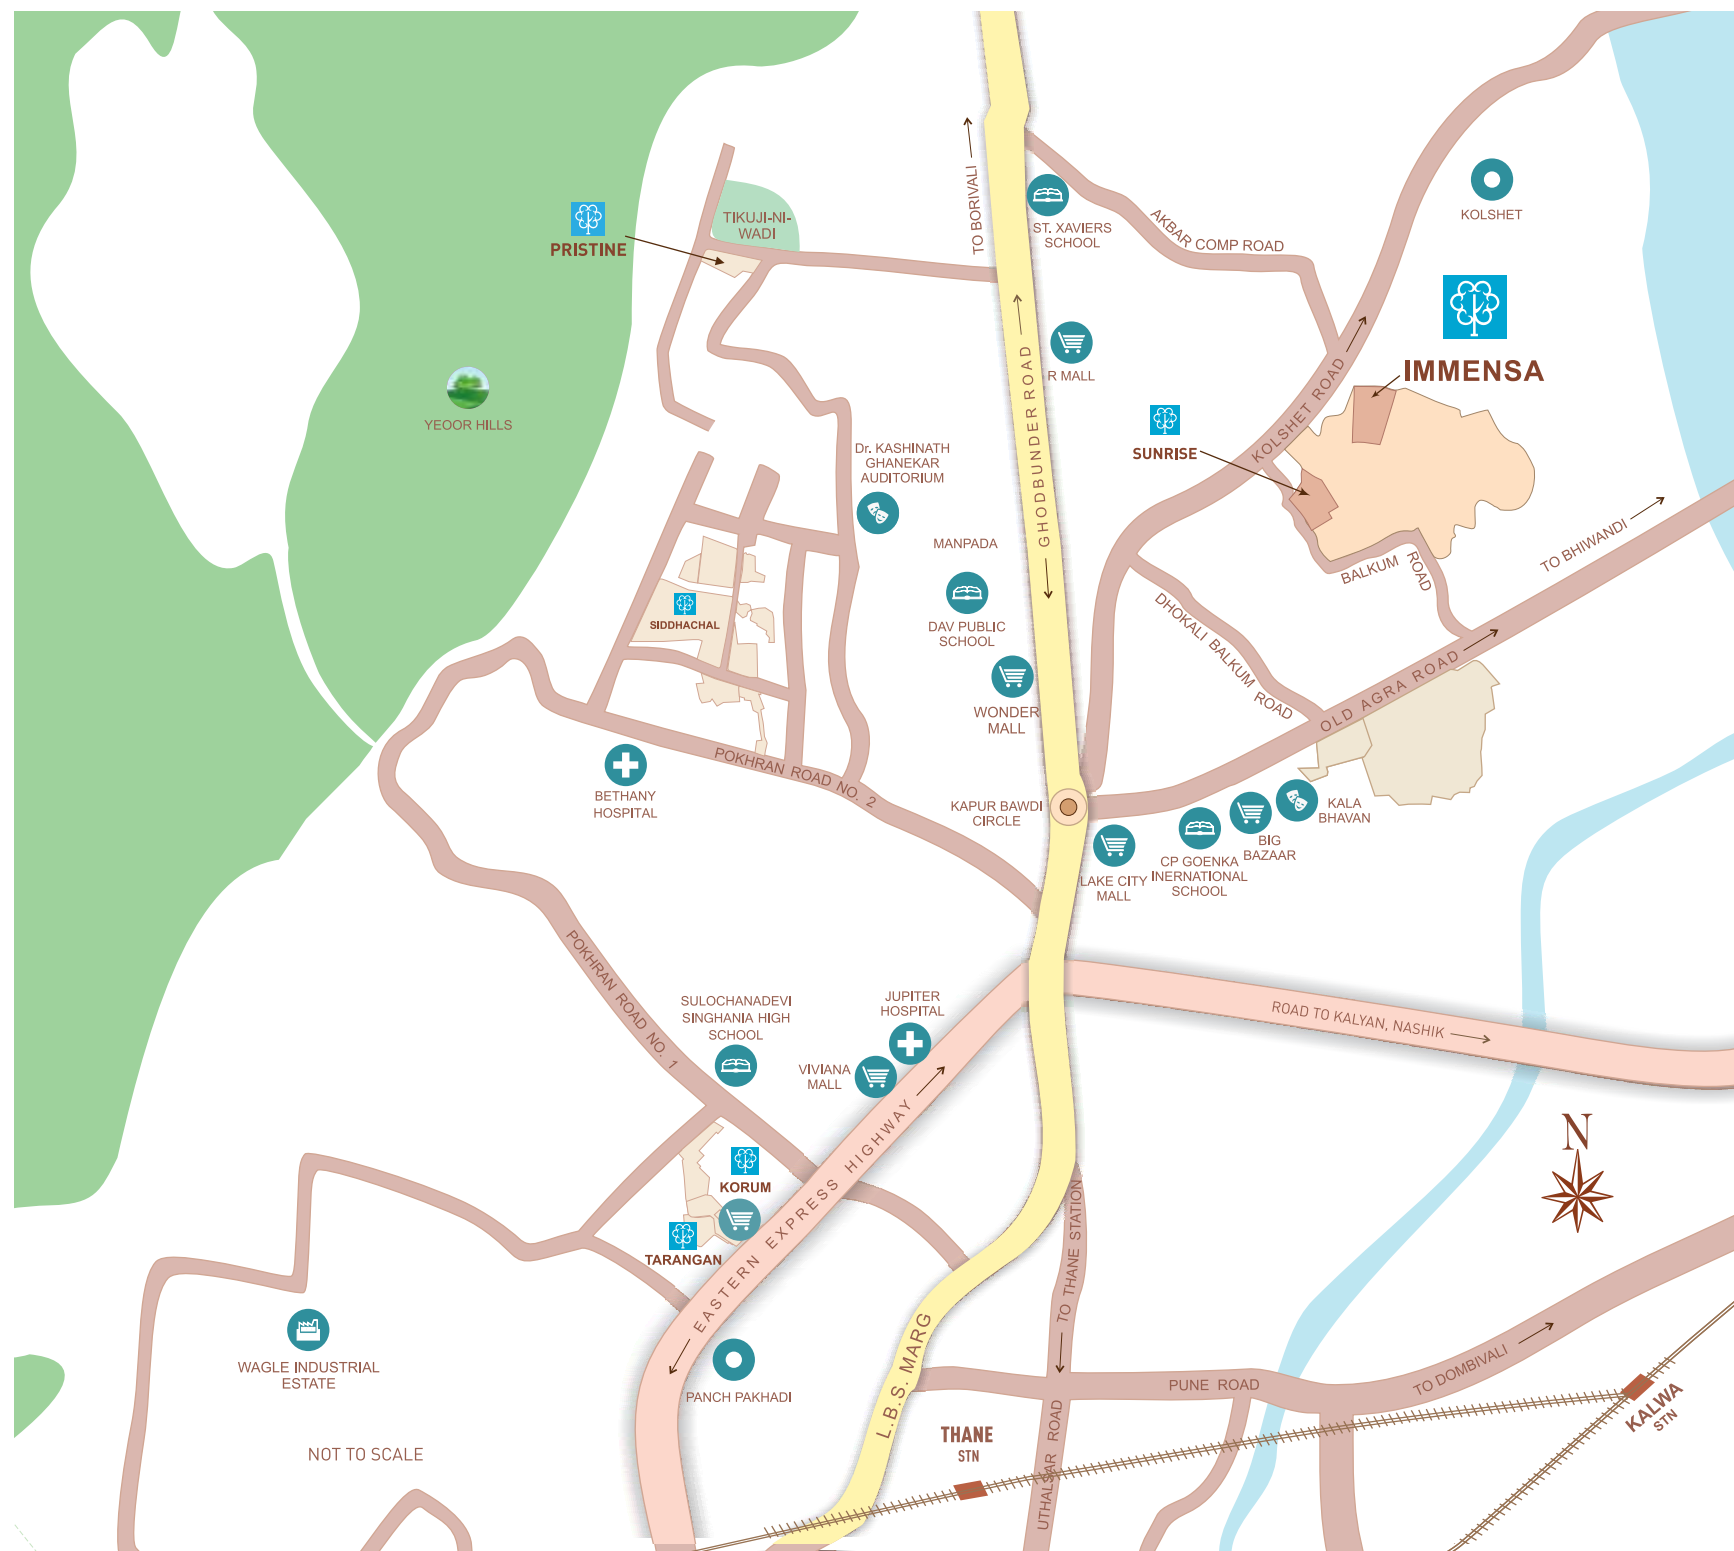 TO BORIVALI
KOLSHET
TIKUJI-NI-
WADI
PRISTINE
ST. XAVIERS
SCHOOL
AKBAR COMP ROAD
IMMENSA
R MALL
GHODBUNDER ROAD
KOLSHET ROAD
YEOOR HILLS
SUNRISE
Dr. KASHINATH
GHANEKAR
AUDITORIUM
MANPADA
TO BHIWANDI
BALKUM
ROAD
SIDDHACHAL
DAV PUBLIC
SCHOOL
DHOKALI BALKUM ROAD
WONDER
MALL
OLD AGRA ROAD
POKHRAN ROAD NO. 2
BETHANY
HOSPITAL
KAPUR BAWDI
CIRCLE
KALA
BHAVAN
BIG
BAZAAR
CP GOENKA
INERNATIONAL
SCHOOL
LAKE CITY
MALL
POKHRAN ROAD NO. 1
SULOCHANADEVI
SINGHANIA HIGH
SCHOOL
JUPITER
HOSPITAL
ROAD TO KALYAN, NASHIK
VIVIANA
MALL
N
EASTERN EXPRESS HIGHWAY
KORUM
TARANGAN
TO THANE STATION
WAGLE INDUSTRIAL
ESTATE
PANCH PAKHADI
L.B.S. MARG
PUNE ROAD
TO DOMBIVALI
KALWA
STN
THANE
STN
UTHALSAR ROAD
NOT TO SCALE